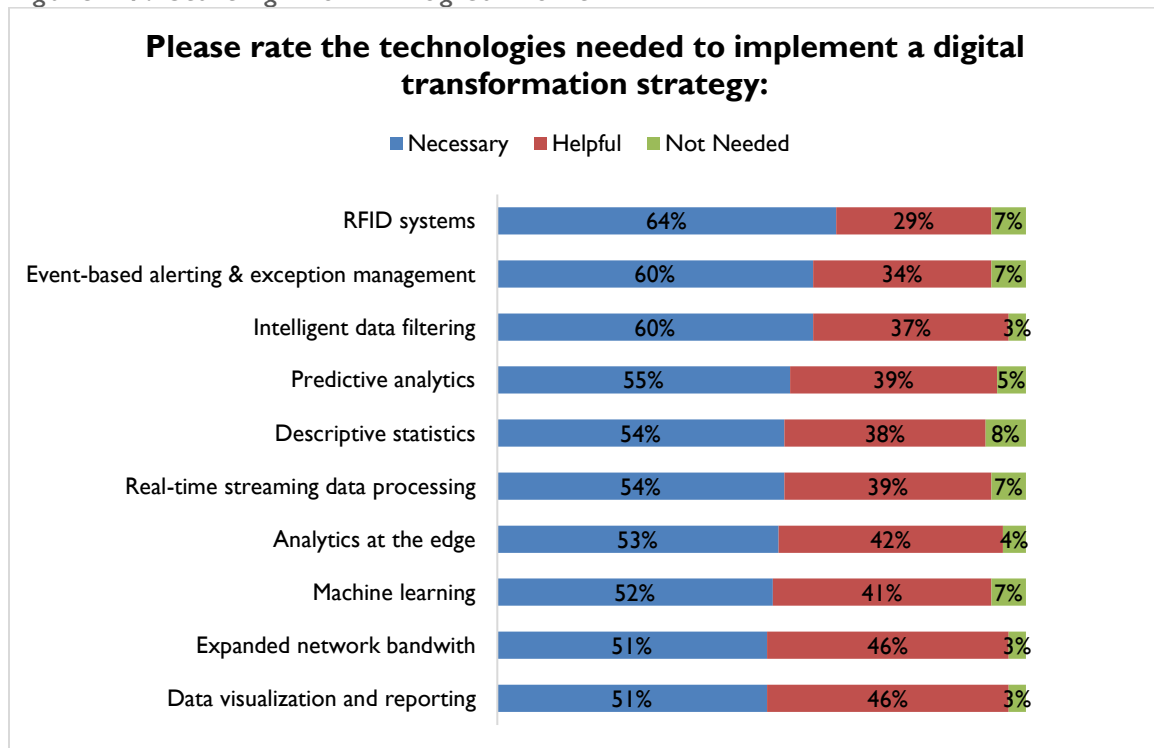 Please rate the technologies needed to implement a digital
transformation strategy:
Necessary Helpful Not Needed
RFID systems 64% 29% 7%
Event-based alerting & exception management 60% 34% 7%
Intelligent data filtering 60% 37% 3%
Predictive analytics 55% 39% 5%
Descriptive statistics 54% 38% 8%
Real-time streaming data processing 54% 39% 7%
Analytics at the edge 53% 42% 4%
Machine learning 52% 41% 7%
Expanded network bandwith 51% 46% 3%
Data visualization and reporting 51% 46% 3%